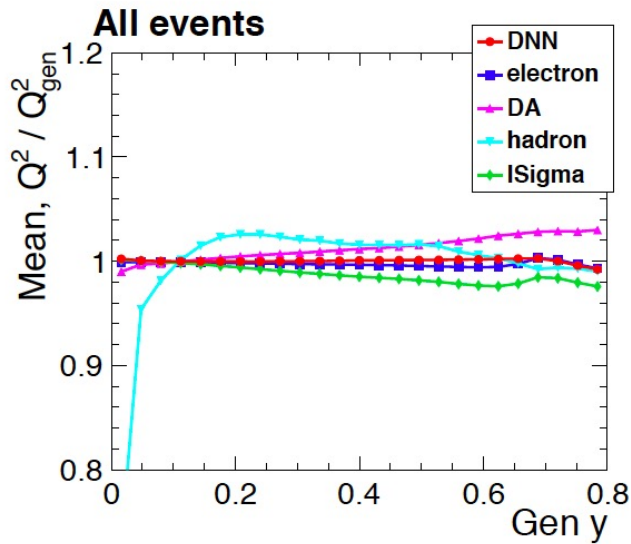 All events
DNN
electron
DA
hadron
ISigma
Mean, Q² / Q²gen
1.2
1.1
1
0.9
0.8
0 0.2 0.4 0.6 0.8
Gen y